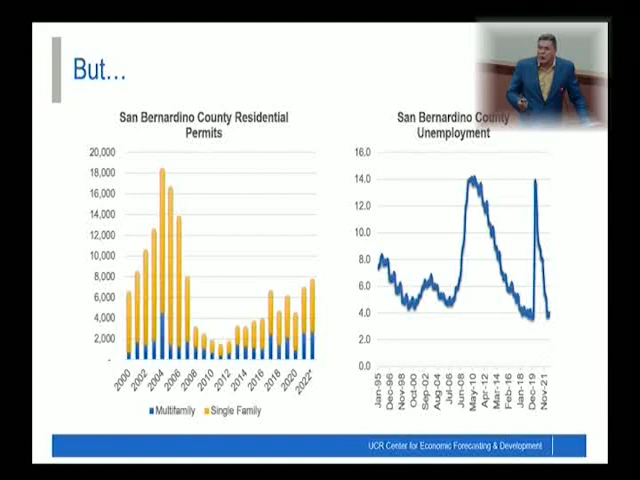 But...
San Bernardino County Residential
Permits
20,000
18,000
16,000
14,000
12,000
10,000
8,000
6,000
4,000
2,000
-
2000
2002
2004
2006
2008
2010
2012
2014
2016
2018
2020
2022*
Multifamily
Single Family
San Bernardino County
Unemployment
16.0
14.0
12.0
10.0
8.0
6.0
4.0
2.0
0.0
Jan-95
Dec-96
Nov-98
Oct-00
Sep-02
Aug-04
Jul-06
Jun-08
May-10
Apr-12
Mar-14
Feb-16
Jan-18
Dec-19
Nov-21
UCR Center for Economic Forecasting & Development